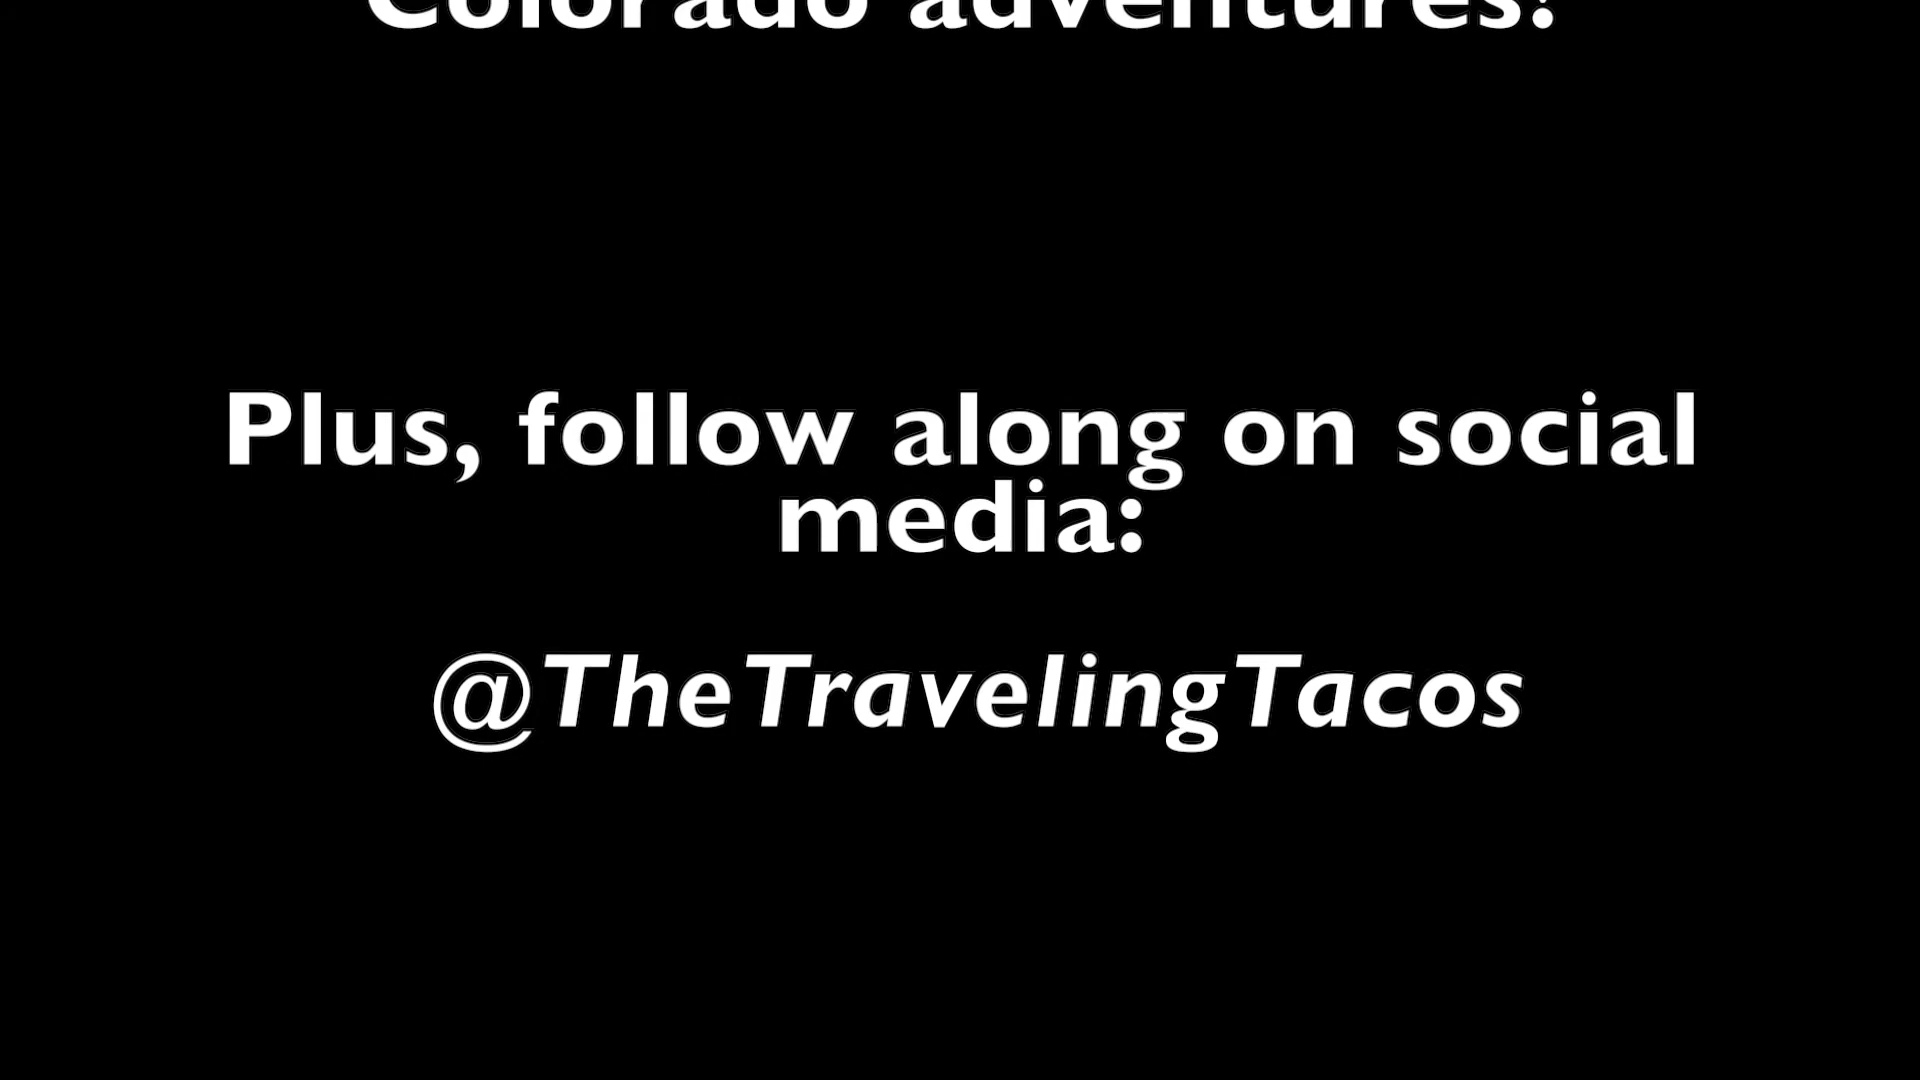 Colorado adventures!
Plus, follow along on social
media:
@TheTravelingTacos